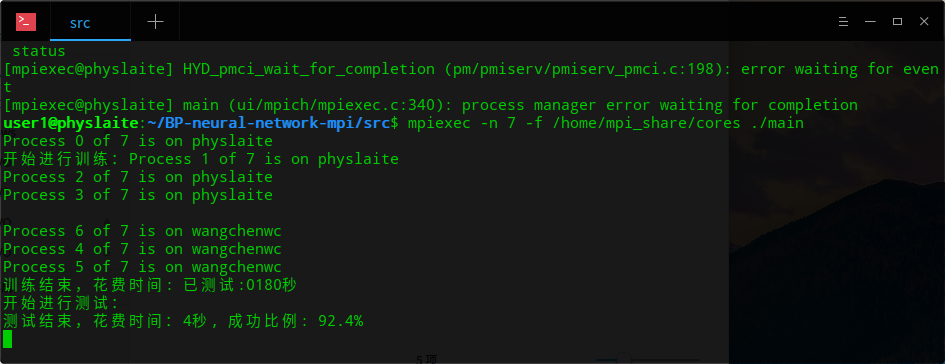 src
status
[mpiexec@physlaite] HYD_pmci_wait_for_completion (pm/pmiserv/pmiserv_pmci.c:198): error waiting for even
t
[mpiexec@physlaite] main (ui/mpich/mpiexec.c:340): process manager error waiting for completion
user1@physlaite:~/BP-neural-network-mpi/src$ mpiexec -n 7 -f /home/mpi_share/cores ./main
Process 0 of 7 is on physlaite
开始进行训练：Process 1 of 7 is on physlaite
Process 2 of 7 is on physlaite
Process 3 of 7 is on physlaite
Process 6 of 7 is on wangchenwc
Process 4 of 7 is on wangchenwc
Process 5 of 7 is on wangchenwc
训练结束，花费时间：已测试:0180秒
开始进行测试：
测试结束，花费时间：4秒，成功比例：92.4%
5 项